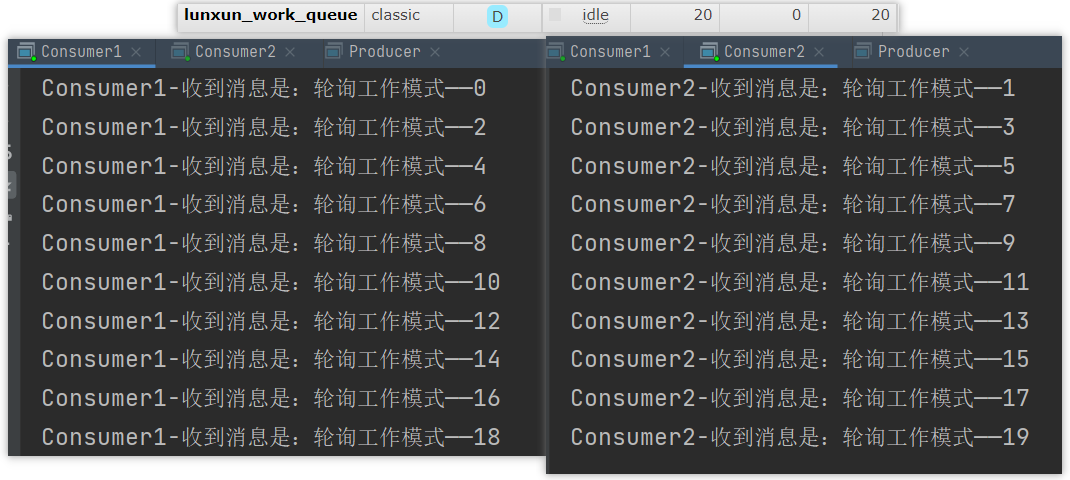 lunxun_work_queue classic D idle 20 0 20
Consumer1 Consumer2 Producer
Consumer1-收到消息是：轮询工作模式——0
Consumer1-收到消息是：轮询工作模式——2
Consumer1-收到消息是：轮询工作模式——4
Consumer1-收到消息是：轮询工作模式——6
Consumer1-收到消息是：轮询工作模式——8
Consumer1-收到消息是：轮询工作模式——10
Consumer1-收到消息是：轮询工作模式——12
Consumer1-收到消息是：轮询工作模式——14
Consumer1-收到消息是：轮询工作模式——16
Consumer1-收到消息是：轮询工作模式——18
Consumer1 Consumer2 Producer
Consumer2-收到消息是：轮询工作模式——1
Consumer2-收到消息是：轮询工作模式——3
Consumer2-收到消息是：轮询工作模式——5
Consumer2-收到消息是：轮询工作模式——7
Consumer2-收到消息是：轮询工作模式——9
Consumer2-收到消息是：轮询工作模式——11
Consumer2-收到消息是：轮询工作模式——13
Consumer2-收到消息是：轮询工作模式——15
Consumer2-收到消息是：轮询工作模式——17
Consumer2-收到消息是：轮询工作模式——19